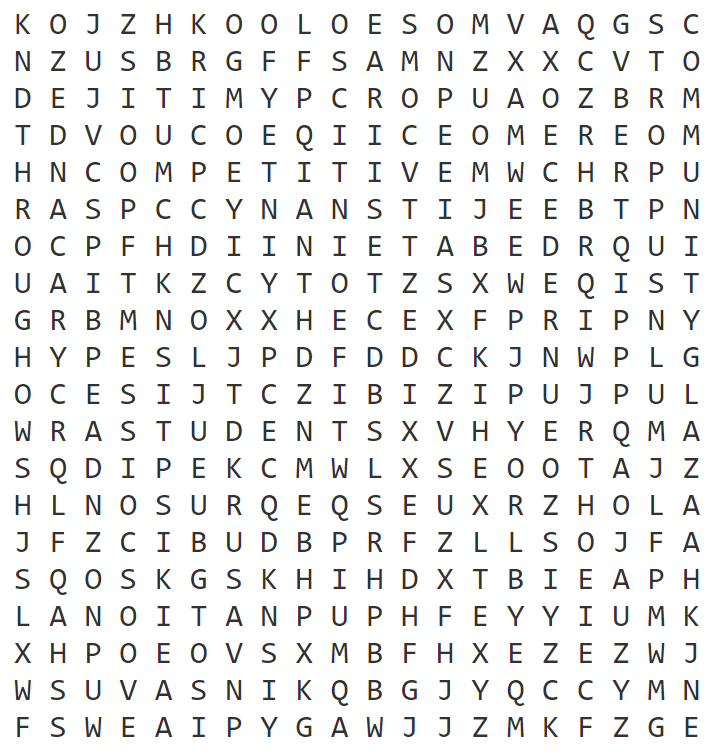 K O J Z H K O O L O E S O M V A Q G S C
N Z U S B R G F F S A M N Z X X C V T O
D E J I T I M Y P C R O P U A O Z B R M
T D V O U C O E Q I I C E O M E R E O M
H N C O M P E T I T I V E M W C H R P U
R A S P C C Y N A N S T I J E E B T P N
O C P F H D I I N I E T A B E D R Q U I
U A I T K Z C Y T O T Z S X W E Q I S T
G R B M N O X X H E C E X F P R I P N Y
H Y P E S L J P D F D D C K J N W P L G
O C E S I J T C Z I B I Z I P U J P U L
W R A S T U D E N T S X V H Y E R Q M A
S Q D I P E K C M W L X S E O O T A J Z
H L N O S U R Q E Q S E U X R Z H O L A
J F Z C I B U D B P R F Z L L S O J F A
S Q O S K G S K H I H D X T B I E A P H
L A N O I T A N P U P H F E Y Y I U M K
X H P O E O V S X M B F H X E Z E Z W J
W S U V A S N I K Q B G J Y Q C C Y M N
F S W E A I P Y G A W J J Z M K F Z G E